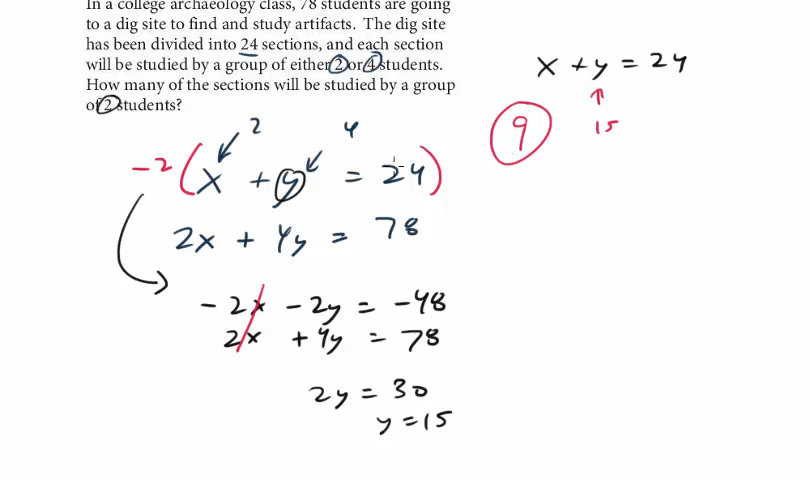 In a college archaeology class, 78 students are going
to a dig site to find and study artifacts. The dig site
has been divided into 24 sections, and each section
will be studied by a group of either 2 or 4 students.
How many of the sections will be studied by a group
of 2 students?
x + y = 24
15
9
2 4
-2 ( x + y = 24 )
2x + 4y = 78
- 2x - 2y = -48
2x + 4y = 78
2y = 30
y = 15